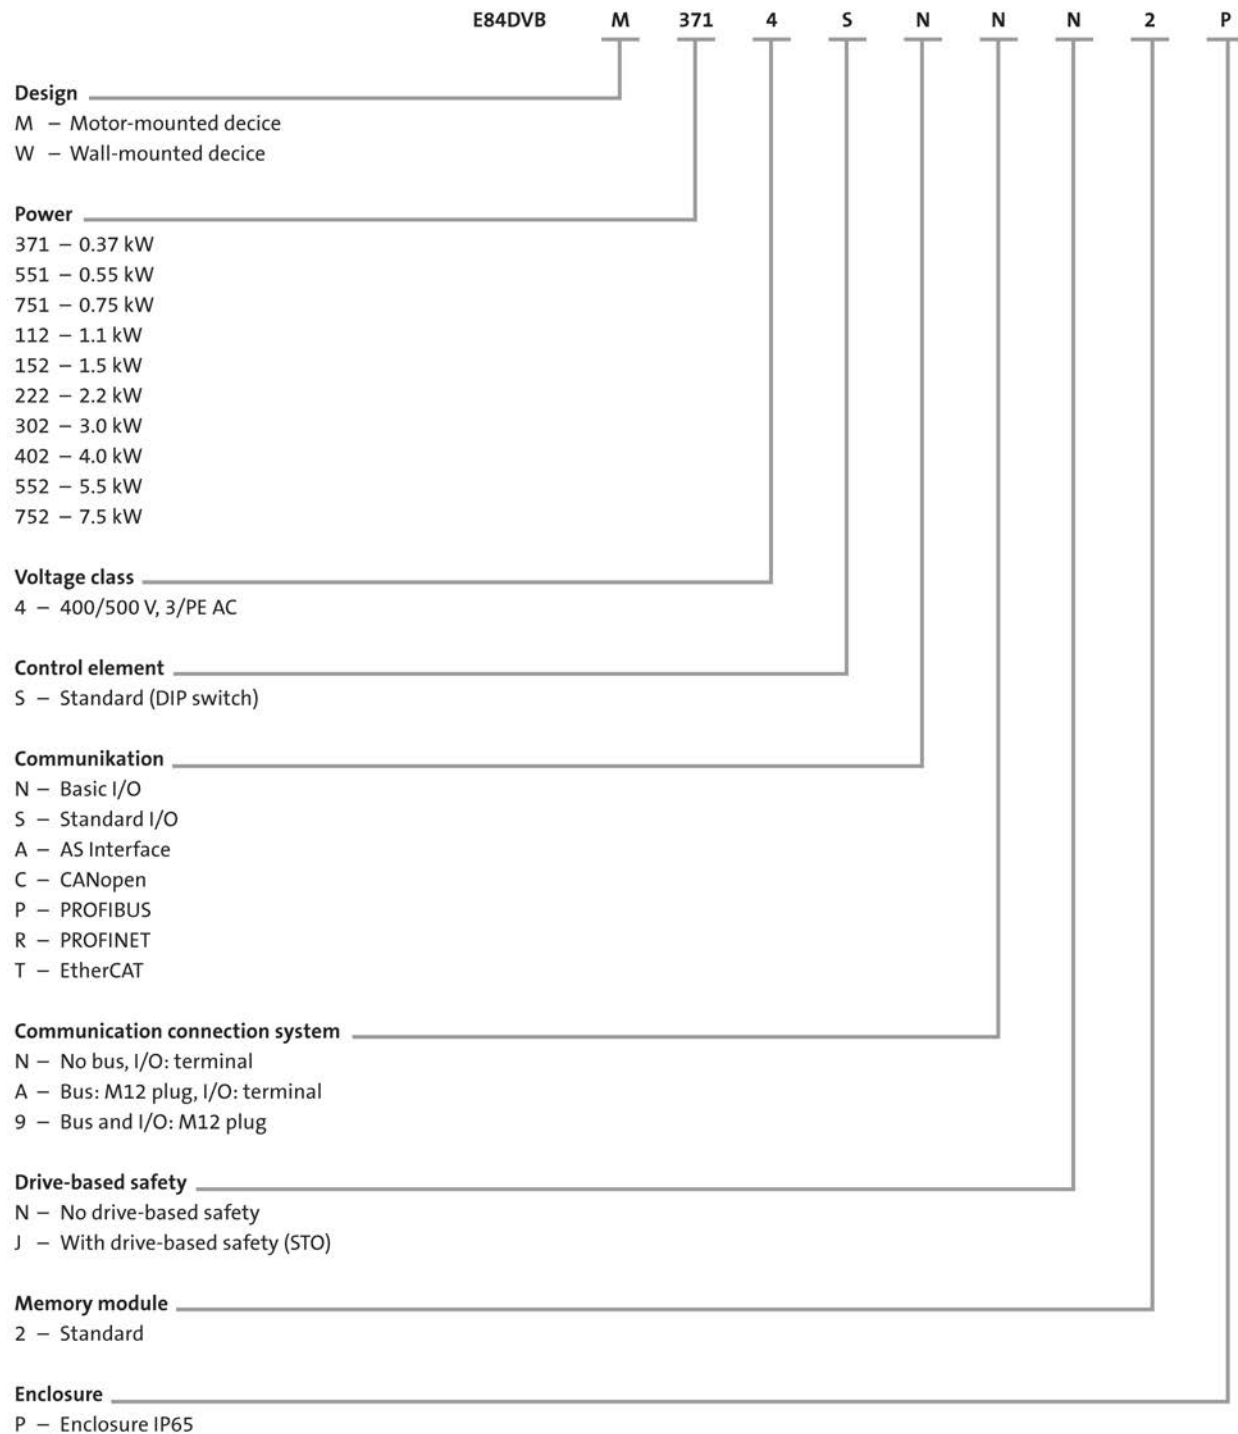 E84DVB M 371 4 S N N N 2 P
Design
M – Motor-mounted decice
W – Wall-mounted decice
Power
371 – 0.37 kW
551 – 0.55 kW
751 – 0.75 kW
112 – 1.1 kW
152 – 1.5 kW
222 – 2.2 kW
302 – 3.0 kW
402 – 4.0 kW
552 – 5.5 kW
752 – 7.5 kW
Voltage class
4 – 400/500 V, 3/PE AC
Control element
S – Standard (DIP switch)
Communikation
N – Basic I/O
S – Standard I/O
A – AS Interface
C – CANopen
P – PROFIBUS
R – PROFINET
T – EtherCAT
Communication connection system
N – No bus, I/O: terminal
A – Bus: M12 plug, I/O: terminal
9 – Bus and I/O: M12 plug
Drive-based safety
N – No drive-based safety
J – With drive-based safety (STO)
Memory module
2 – Standard
Enclosure
P – Enclosure IP65